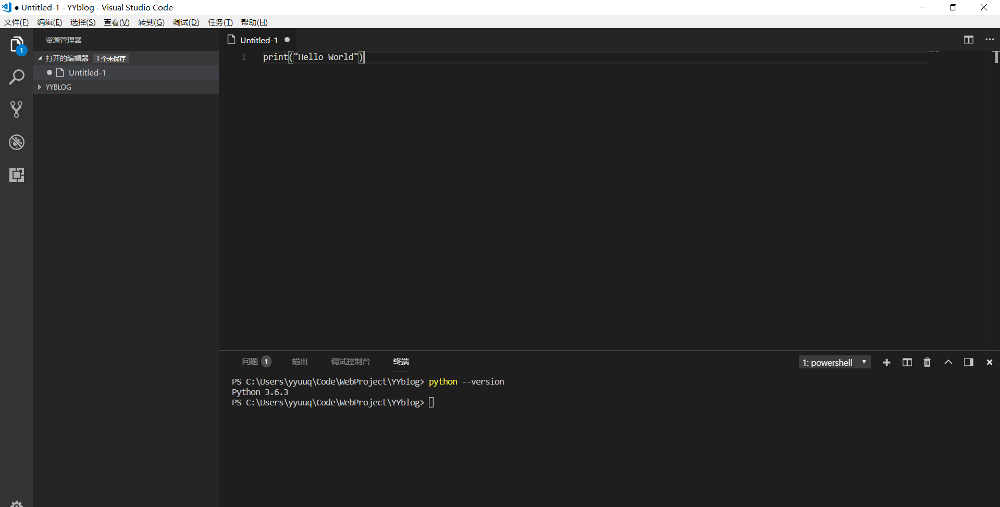 ● Untitled-1 - YYblog - Visual Studio Code
文件(F) 编辑(E) 选择(S) 查看(V) 转到(G) 调试(D) 任务(T) 帮助(H)
1
资源管理器
打开的编辑器 1 个未保存
Untitled-1
YYBLOG
Untitled-1
1 print("Hello World")
问题 1 输出 调试控制台 终端 1: powershell
PS C:\Users\yyuuq\Code\WebProject\YYblog> python --version
Python 3.6.3
PS C:\Users\yyuuq\Code\WebProject\YYblog>